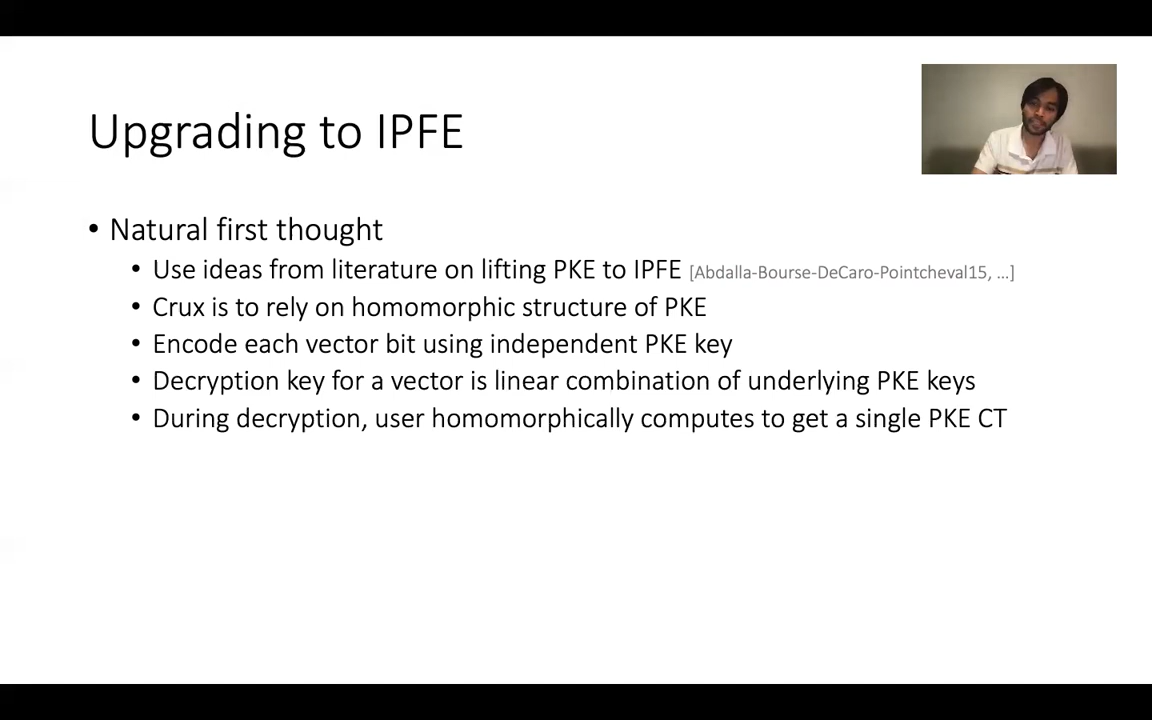 Upgrading to IPFE
• Natural first thought
• Use ideas from literature on lifting PKE to IPFE [Abdalla-Bourse-DeCaro-Pointcheval15, ...]
• Crux is to rely on homomorphic structure of PKE
• Encode each vector bit using independent PKE key
• Decryption key for a vector is linear combination of underlying PKE keys
• During decryption, user homomorphically computes to get a single PKE CT